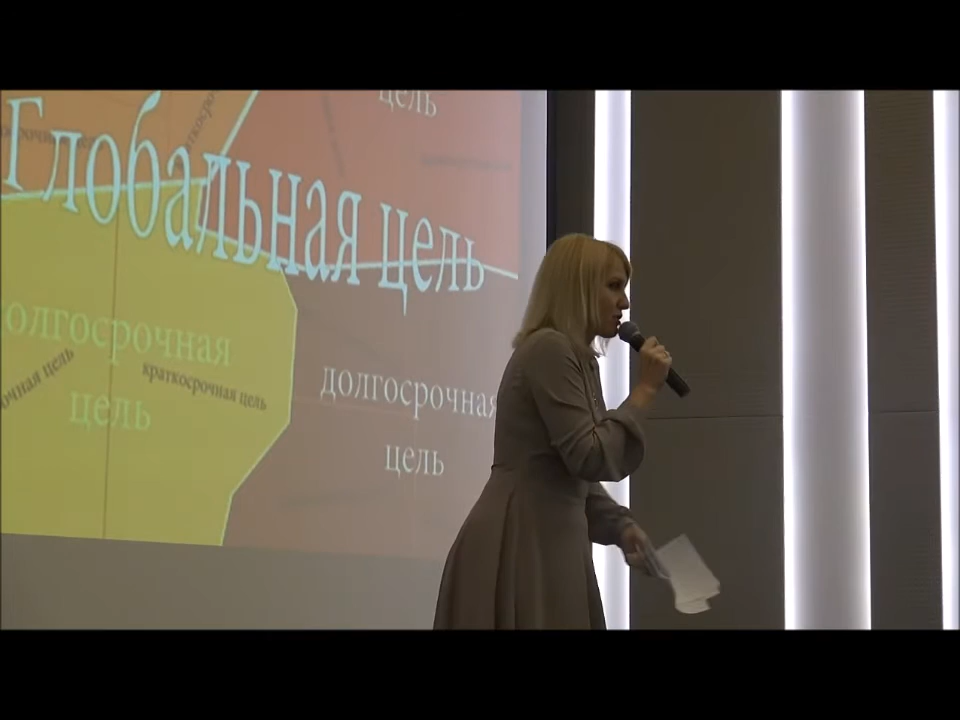 цель
Глобальная цель
долгосрочная
цель
краткосрочная цель
долгосрочная
цель